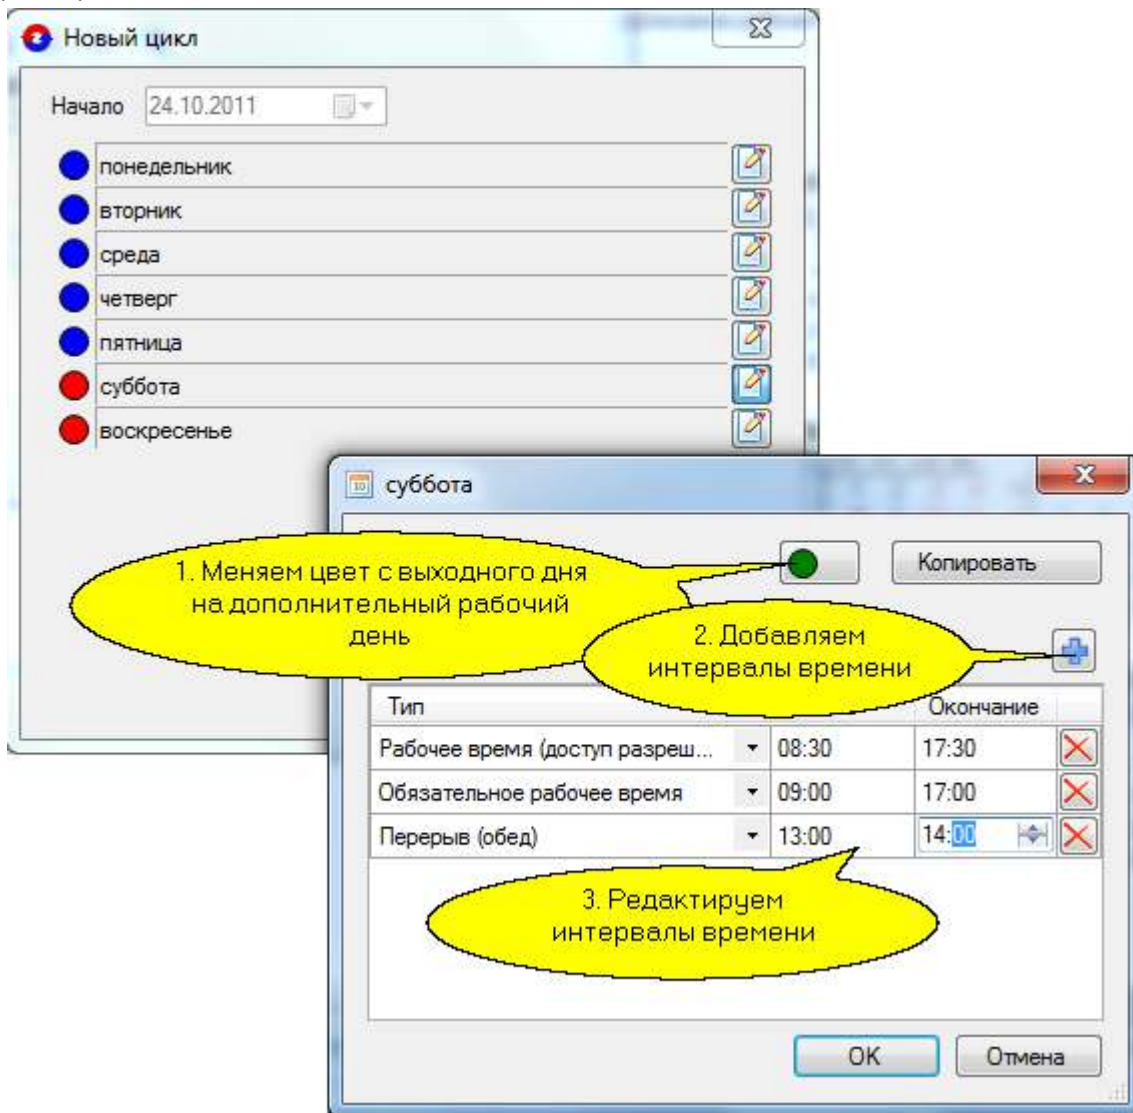 Новый цикл
Начало 24.10.2011
понедельник
вторник
среда
четверг
пятница
суббота
воскресенье
суббота
Копировать
1. Меняем цвет с выходного дня
на дополнительный рабочий
день
2. Добавляем
интервалы времени
Тип Окончание
Рабочее время (доступ разреш... 08:30 17:30
Обязательное рабочее время 09:00 17:00
Перерыв (обед) 13:00 14:00
3. Редактируем
интервалы времени
OK Отмена